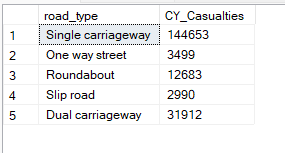 road_type CY_Casualties
1 Single carriageway 144653
2 One way street 3499
3 Roundabout 12683
4 Slip road 2990
5 Dual carriageway 31912